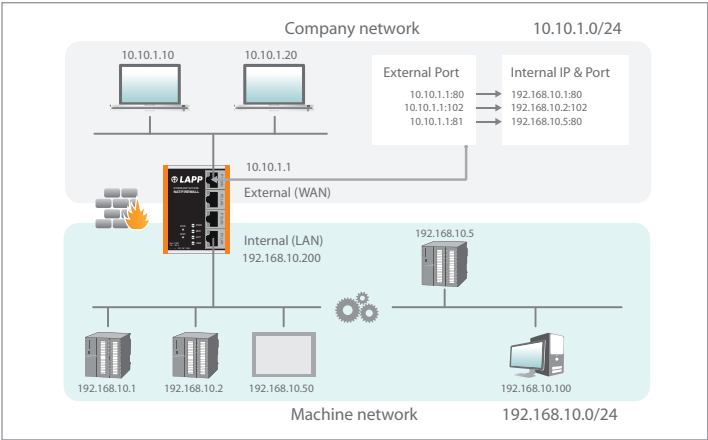 Company network 10.10.1.0/24
10.10.1.10 10.10.1.20
External Port Internal IP & Port
10.10.1.1:80 192.168.10.1:80
10.10.1.1:102 192.168.10.2:102
10.10.1.1:81 192.168.10.5:80
10.10.1.1
LAPP
NAT/FIREWALL
External (WAN)
Internal (LAN)
192.168.10.200
192.168.10.5
192.168.10.1 192.168.10.2 192.168.10.50 192.168.10.100
Machine network 192.168.10.0/24